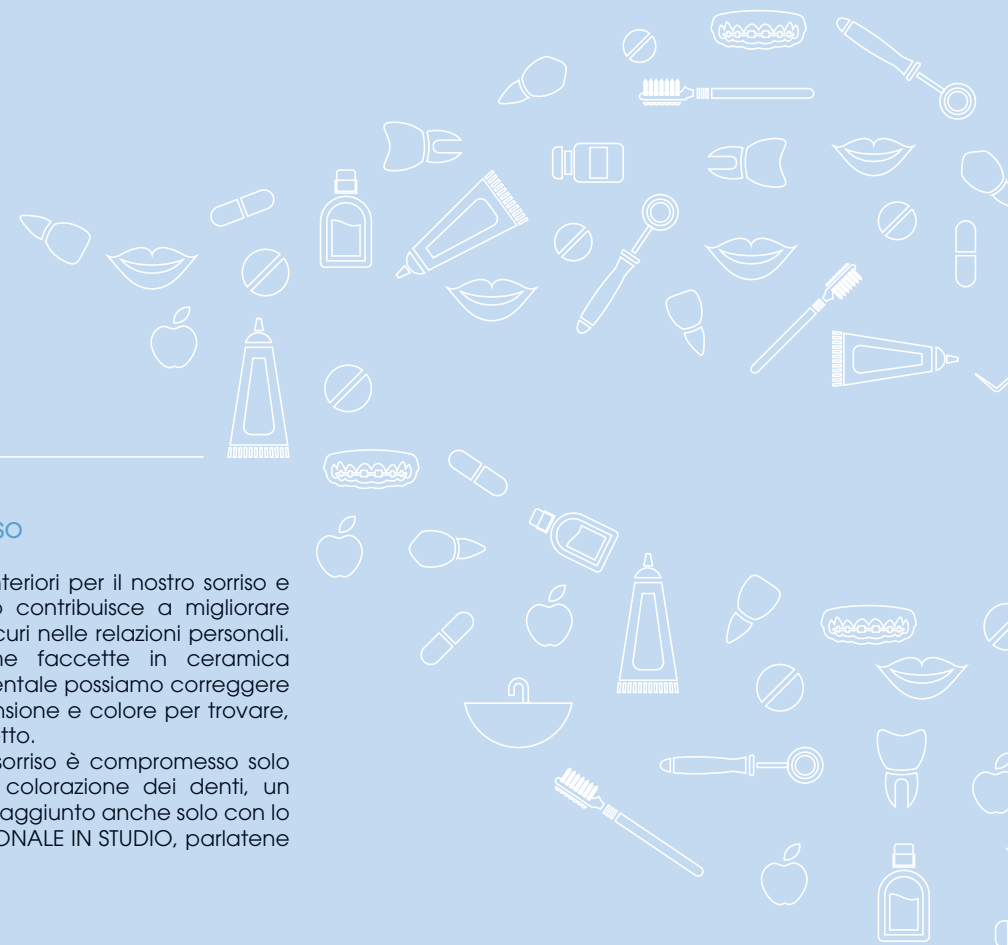 SO
nteriori per il nostro sorriso e
o contribuisce a migliorare
curi nelle relazioni personali.
ne faccette in ceramica
entale possiamo correggere
nsione e colore per trovare,
tto.
sorriso è compromesso solo
colorazione dei denti, un
aggiunto anche solo con lo
ONALE IN STUDIO, parlatene